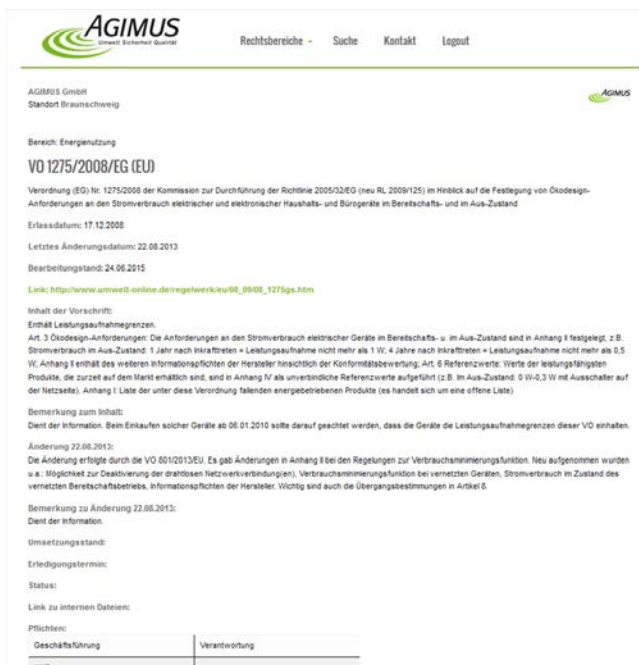 AGIMUS
Umwelt Sicherheit Qualität
Rechtsbereiche Suche Kontakt Logout
AGIMUS GmbH
AGIMUS
Standort Braunschweig
Bereich: Energienutzung
VO 1275/2008/EG (EU)
Verordnung (EG) Nr. 1275/2008 der Kommission zur Durchführung der Richtlinie 2005/32/EG (neu RL 2009/125) im Hinblick auf die Festlegung von Ökodesign-
Anforderungen an den Stromverbrauch elektrischer und elektronischer Haushalts- und Bürogeräte im Bereitschafts- und im Aus-Zustand
Erlassdatum: 17.12.2008
Letztes Änderungsdatum: 22.08.2013
Bearbeitungstand: 24.06.2015
Link: http://www.umwelt-online.de/regelwerk/eu/08_09/08_1275gs.htm
Inhalt der Vorschrift:
Enthält Leistungsaufnahmegrenzen.
Art. 3 Ökodesign-Anforderungen: Die Anforderungen an den Stromverbrauch elektrischer Geräte im Bereitschafts- u. im Aus-Zustand sind in Anhang II festgelegt, z.B.
Stromverbrauch im Aus-Zustand: 1 Jahr nach Inkrafttreten = Leistungsaufnahme nicht mehr als 1 W; 4 Jahre nach Inkrafttreten = Leistungsaufnahme nicht mehr als 0,5
W; Anhang II enthält des weiteren Informationspflichten der Hersteller hinsichtlich der Konformitätsbewertung; Art. 6 Referenzwerte: Werte der leistungsfähigsten
Produkte, die zurzeit auf dem Markt erhältlich sind, sind in Anhang IV als unverbindliche Referenzwerte aufgeführt (z.B. Im Aus-Zustand: 0 W-0,3 W mit Ausschalter auf
der Netzseite). Anhang I: Liste der unter diese Verordnung fallenden energiebetriebenen Produkte (es handelt sich um eine offene Liste)
Bemerkung zum Inhalt:
Dient der Information. Beim Einkaufen solcher Geräte ab 06.01.2010 sollte darauf geachtet werden, dass die Geräte die Leistungsaufnahmegrenzen dieser VO einhalten.
Änderung 22.08.2013:
Die Änderung erfolgte durch die VO 801/2013/EU. Es gab Änderungen in Anhang II bei den Regelungen zur Verbrauchsminimierungsfunktion. Neu aufgenommen wurden
u.a.: Möglichkeit zur Deaktivierung der drahtlosen Netzwerkverbindung(en), Verbrauchsminimierungsfunktion bei vernetzten Geräten, Stromverbrauch im Zustand des
vernetzten Bereitschaftsbetriebs, Informationspflichten der Hersteller. Wichtig sind auch die Übergangsbestimmungen in Artikel 8.
Bemerkung zu Änderung 22.08.2013:
Dient der Information.
Umsetzungsstand:
Erledigungstermin:
Status:
Link zu internen Dateien:
Pflichten:
Geschäftsführung Verantwortung